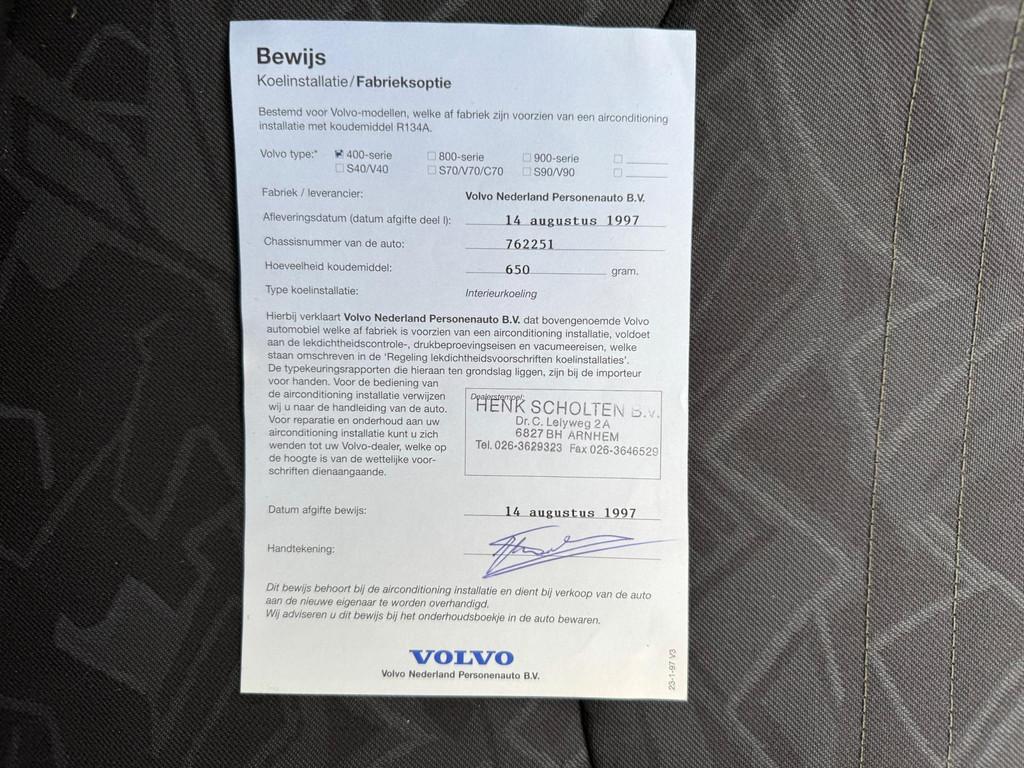 Bewijs
Koelinstallatie/Fabrieksoptie
Bestemd voor Volvo-modellen, welke af fabriek zijn voorzien van een airconditioning
installatie met koudemiddel R134A.
Volvo type:* 400-serie 800-serie 900-serie
S40/V40 S70/V70/C70 S90/V90
Fabriek / leverancier: Volvo Nederland Personenauto B.V.
Afleveringsdatum (datum afgifte deel I): 14 augustus 1997
Chassisnummer van de auto: 762251
Hoeveelheid koudemiddel: 650 gram.
Type koelinstallatie: Interieurkoeling
Hierbij verklaart Volvo Nederland Personenauto B.V. dat bovengenoemde Volvo
automobiel welke af fabriek is voorzien van een airconditioning installatie, voldoet
aan de lekdichtheidscontrole-, drukbeproevingseisen en vacumeereisen, welke
staan omschreven in de 'Regeling lekdichtheidsvoorschriften koelinstallaties'.
De typekeuringsrapporten die hieraan ten grondslag liggen, zijn bij de importeur
voor handen. Voor de bediening van
de airconditioning installatie verwijzen
wij u naar de handleiding van de auto.
Voor reparatie en onderhoud aan uw
airconditioning installatie kunt u zich
wenden tot uw Volvo-dealer, welke op
de hoogte is van de wettelijke voor-
schriften dienaangaande.
Dealerstempel:
HENK SCHOLTEN B.V.
Dr. C. Lelyweg 2A
6827 BH ARNHEM
Tel. 026-3629323 Fax 026-3646529
Datum afgifte bewijs: 14 augustus 1997
Handtekening:
Dit bewijs behoort bij de airconditioning installatie en dient bij verkoop van de auto
aan de nieuwe eigenaar te worden overhandigd.
Wij adviseren u dit bewijs bij het onderhoudsboekje in de auto bewaren.
VOLVO
Volvo Nederland Personenauto B.V.
23-1-97 V3